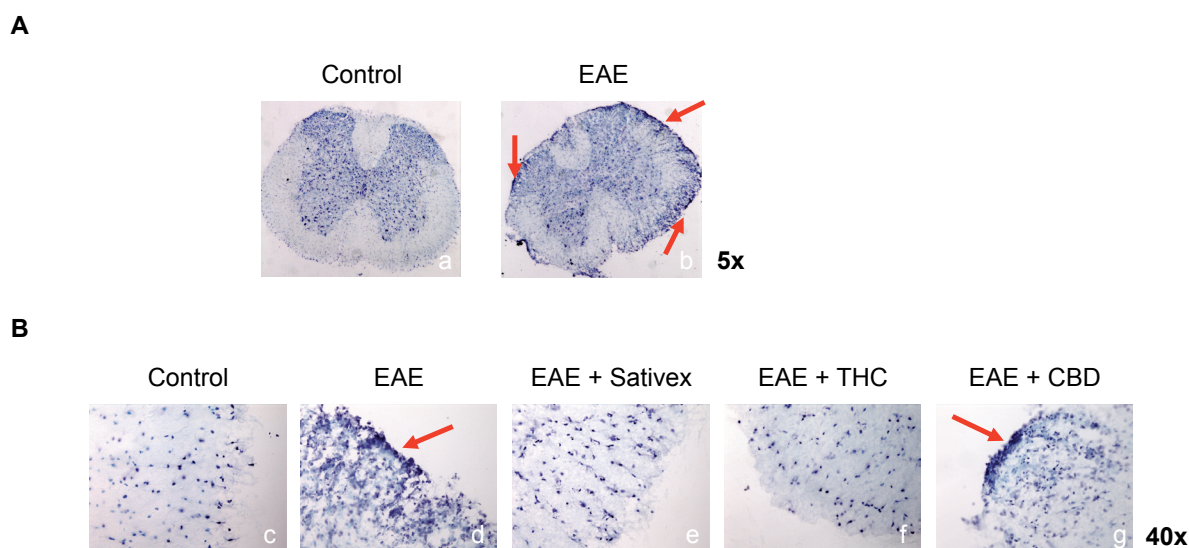 A
Control EAE
a b 5x
B
Control EAE EAE + Sativex EAE + THC EAE + CBD
c d e f g 40x